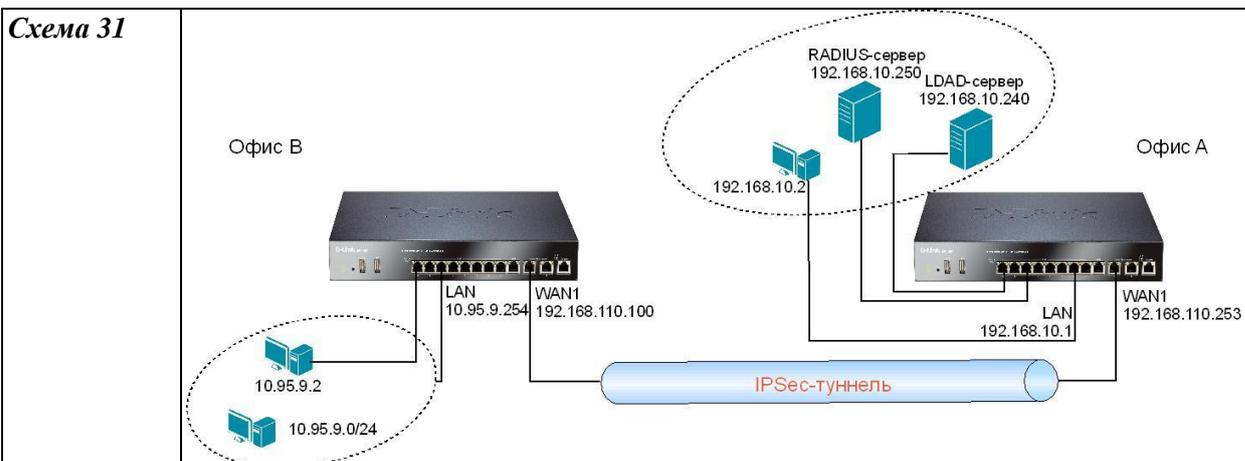 Схема 31
RADIUS-сервер
192.168.10.250
LDAD-сервер
192.168.10.240
Офис B
Офис A
192.168.10.2
D-Link
D-Link
LAN
10.95.9.254
WAN1
192.168.110.100
LAN
192.168.10.1
WAN1
192.168.110.253
10.95.9.2
IPSec-туннель
10.95.9.0/24